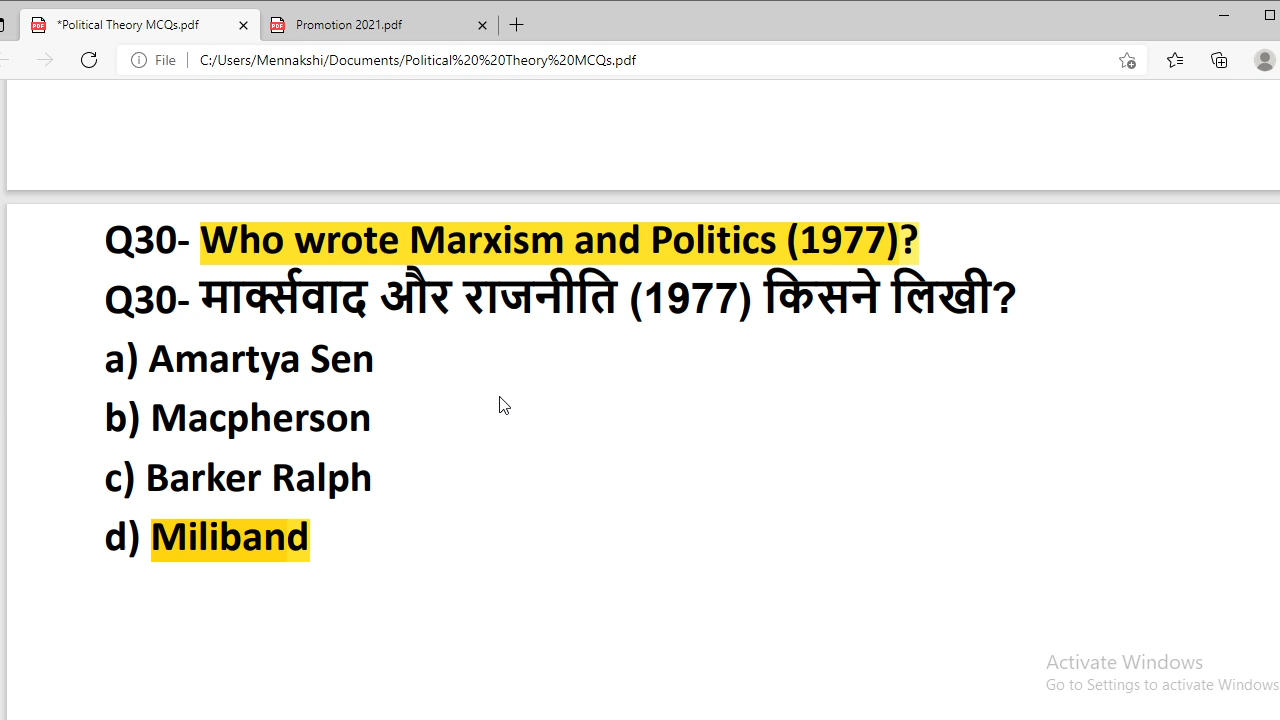 *Political Theory MCQs.pdf
Promotion 2021.pdf
File
C:/Users/Mennakshi/Documents/Political%20%20Theory%20MCQs.pdf
Q30- Who wrote Marxism and Politics (1977)?
Q30- मार्क्सवाद और राजनीति (1977) किसने लिखी?
a) Amartya Sen
b) Macpherson
c) Barker Ralph
d) Miliband
Activate Windows
Go to Settings to activate Windows